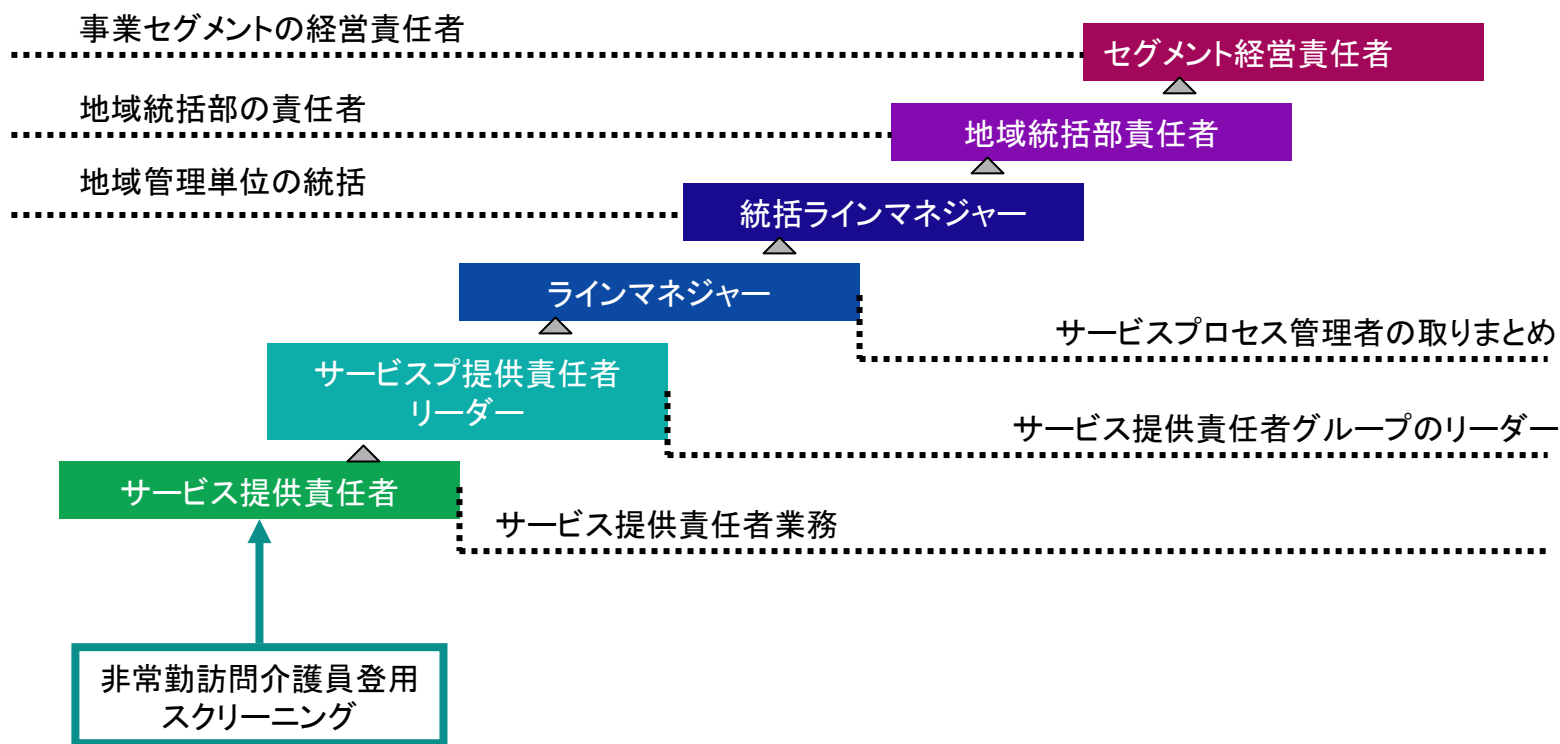 事業セグメントの経営責任者
セグメント経営責任者
地域統括部の責任者
地域統括部責任者
地域管理単位の統括
統括ラインマネジャー
ラインマネジャー
サービスプロセス管理者の取りまとめ
サービスプ提供責任者
リーダー
サービス提供責任者グループのリーダー
サービス提供責任者
サービス提供責任者業務
非常勤訪問介護員登用
スクリーニング